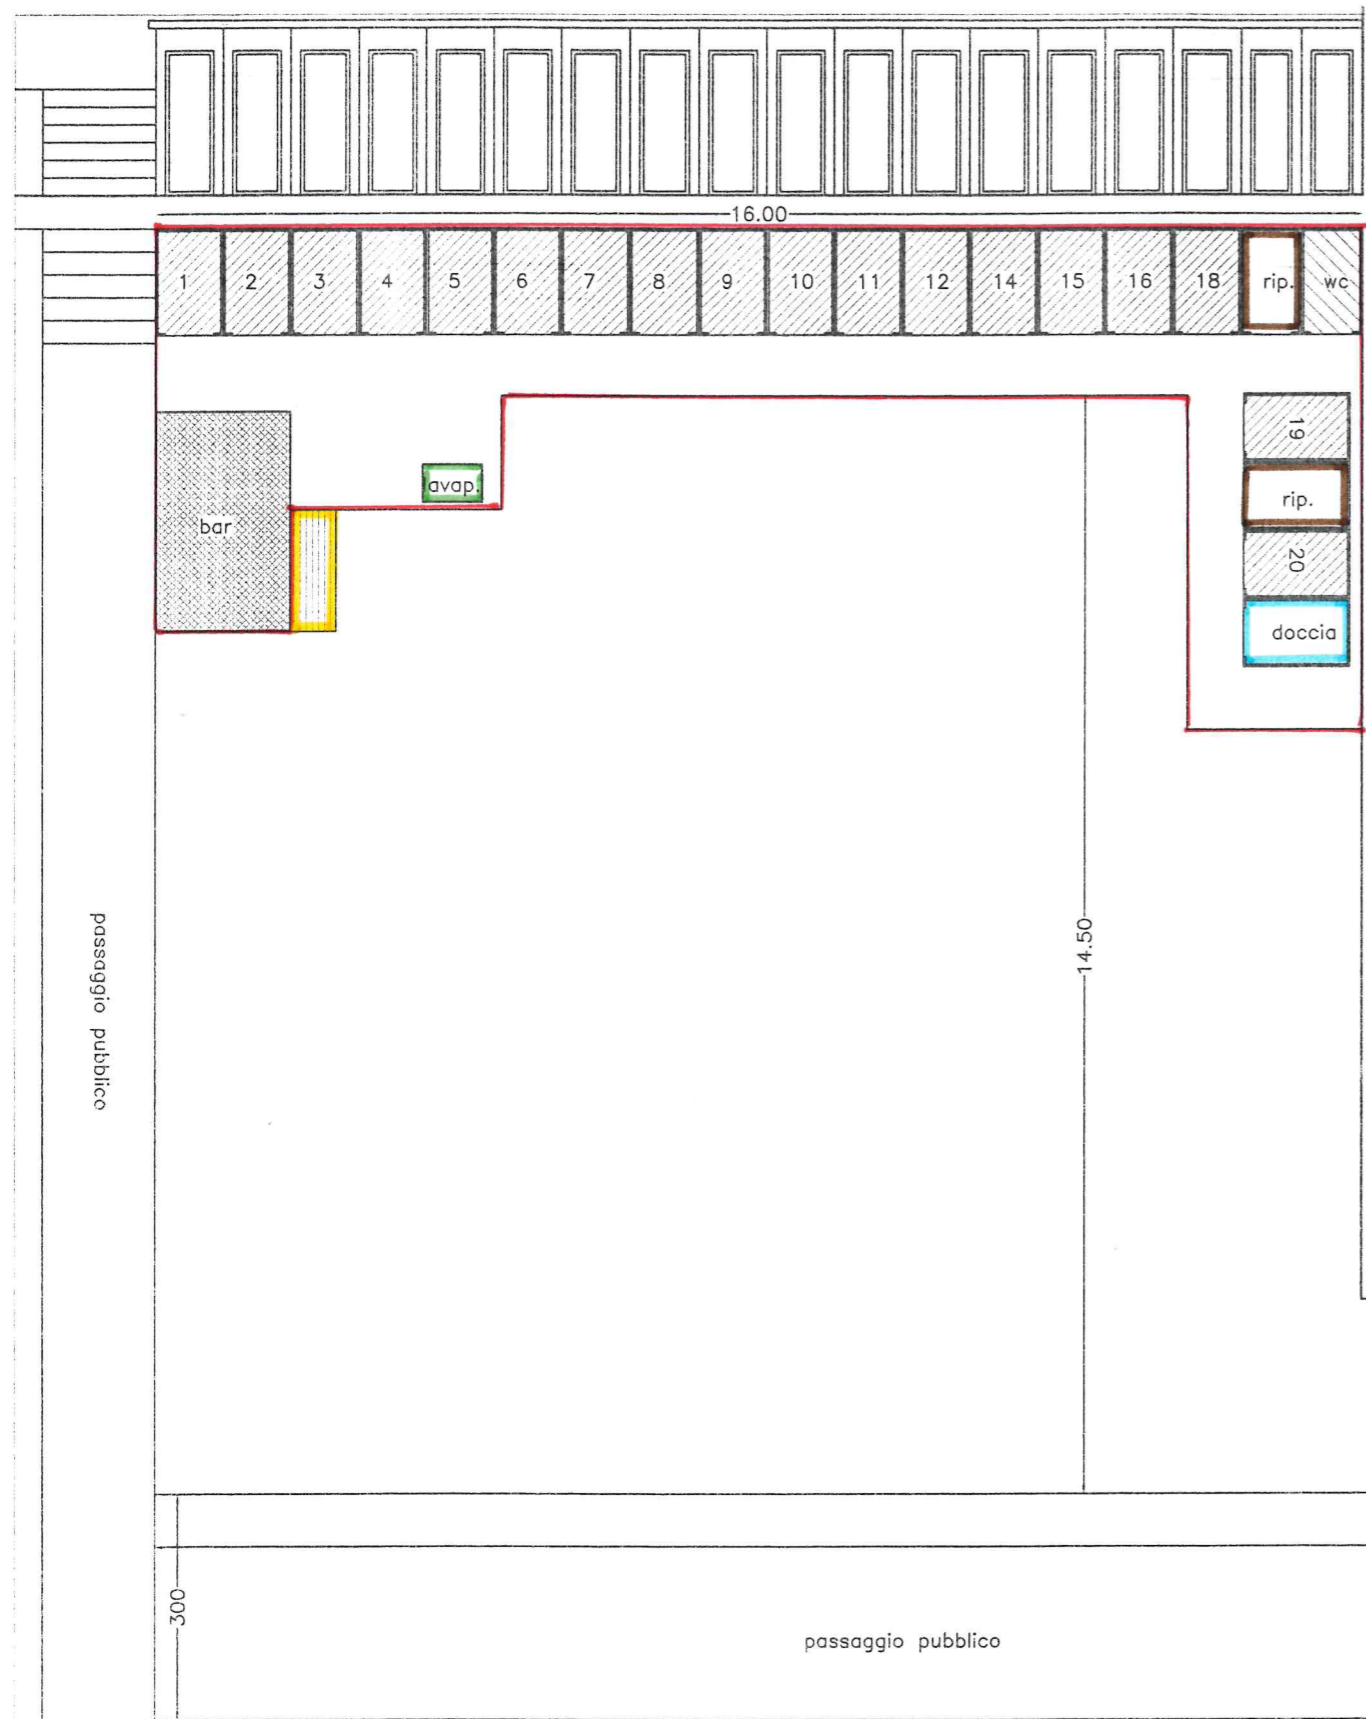 16.00
1 2 3 4 5 6 7 8 9 10 11 12 14 15 16 18 rip. wc
19
avap.
rip.
bar
20
doccia
14.50
passaggio pubblico
300
passaggio pubblico